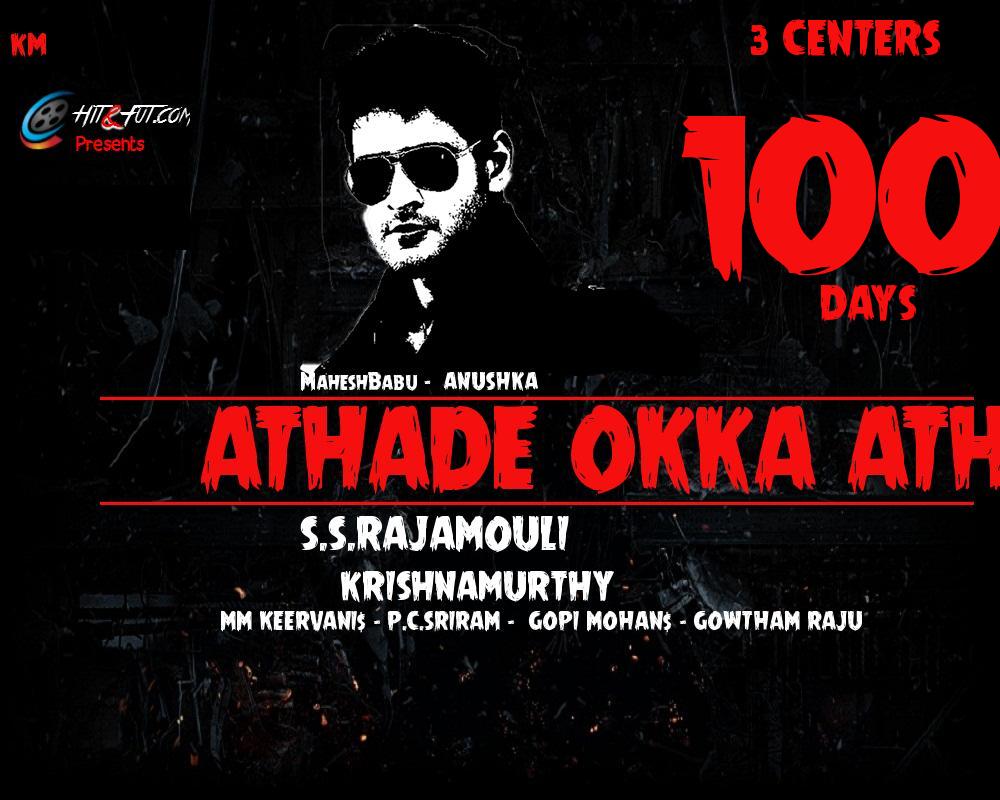 KM
3 CENTERS
HIT&FUT.COM
Presents
100
DAYS
MAHESHBABU - ANUSHKA
ATHADE OKKA ATH
S.S.RAJAMOULI
KRISHNAMURTHY
MM KEERVANI$ - P.C.SRIRAM - GOPI MOHAN$ - GOWTHAM RAJU